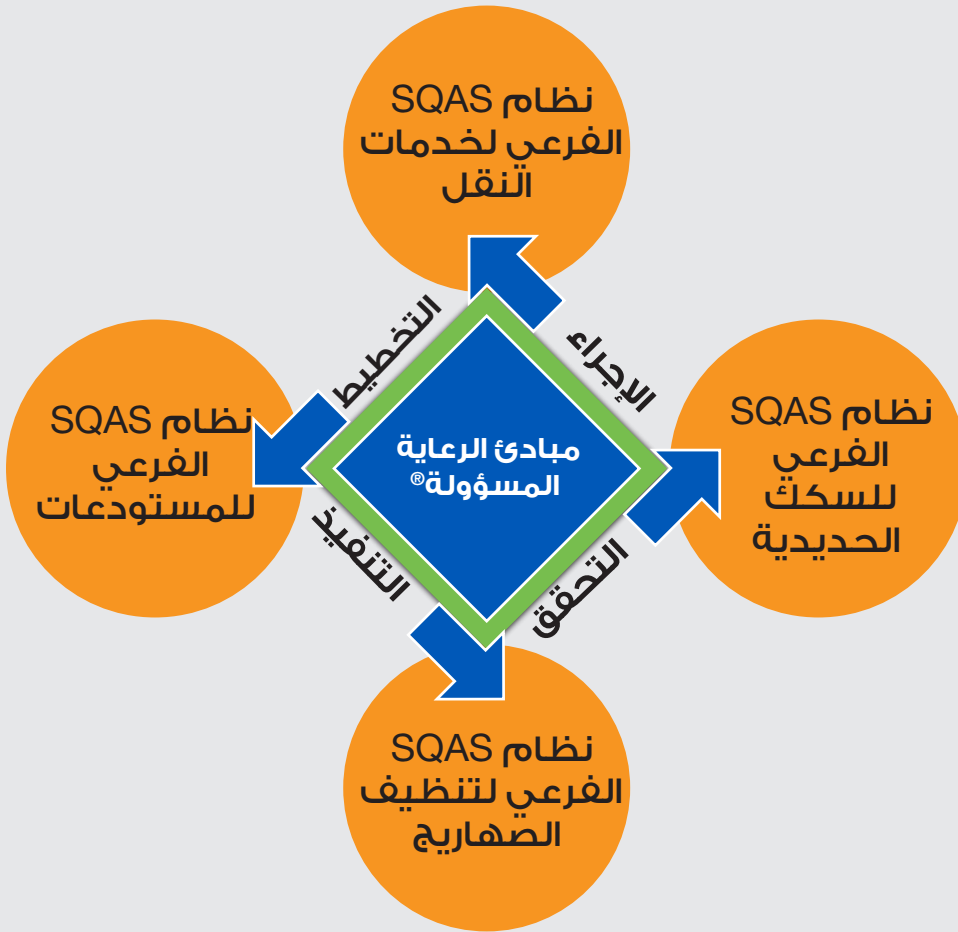 نظام SQAS
الفرعي لخدمات
النقل
الإجراء
التخطيط
نظام SQAS
الفرعي
للسكك
الحديدية
مبادئ الرعاية
المسؤولة®
نظام SQAS
الفرعي
للمستودعات
التحقق
التنفيذ
نظام SQAS
الفرعي لتنظيف
الصهاريج